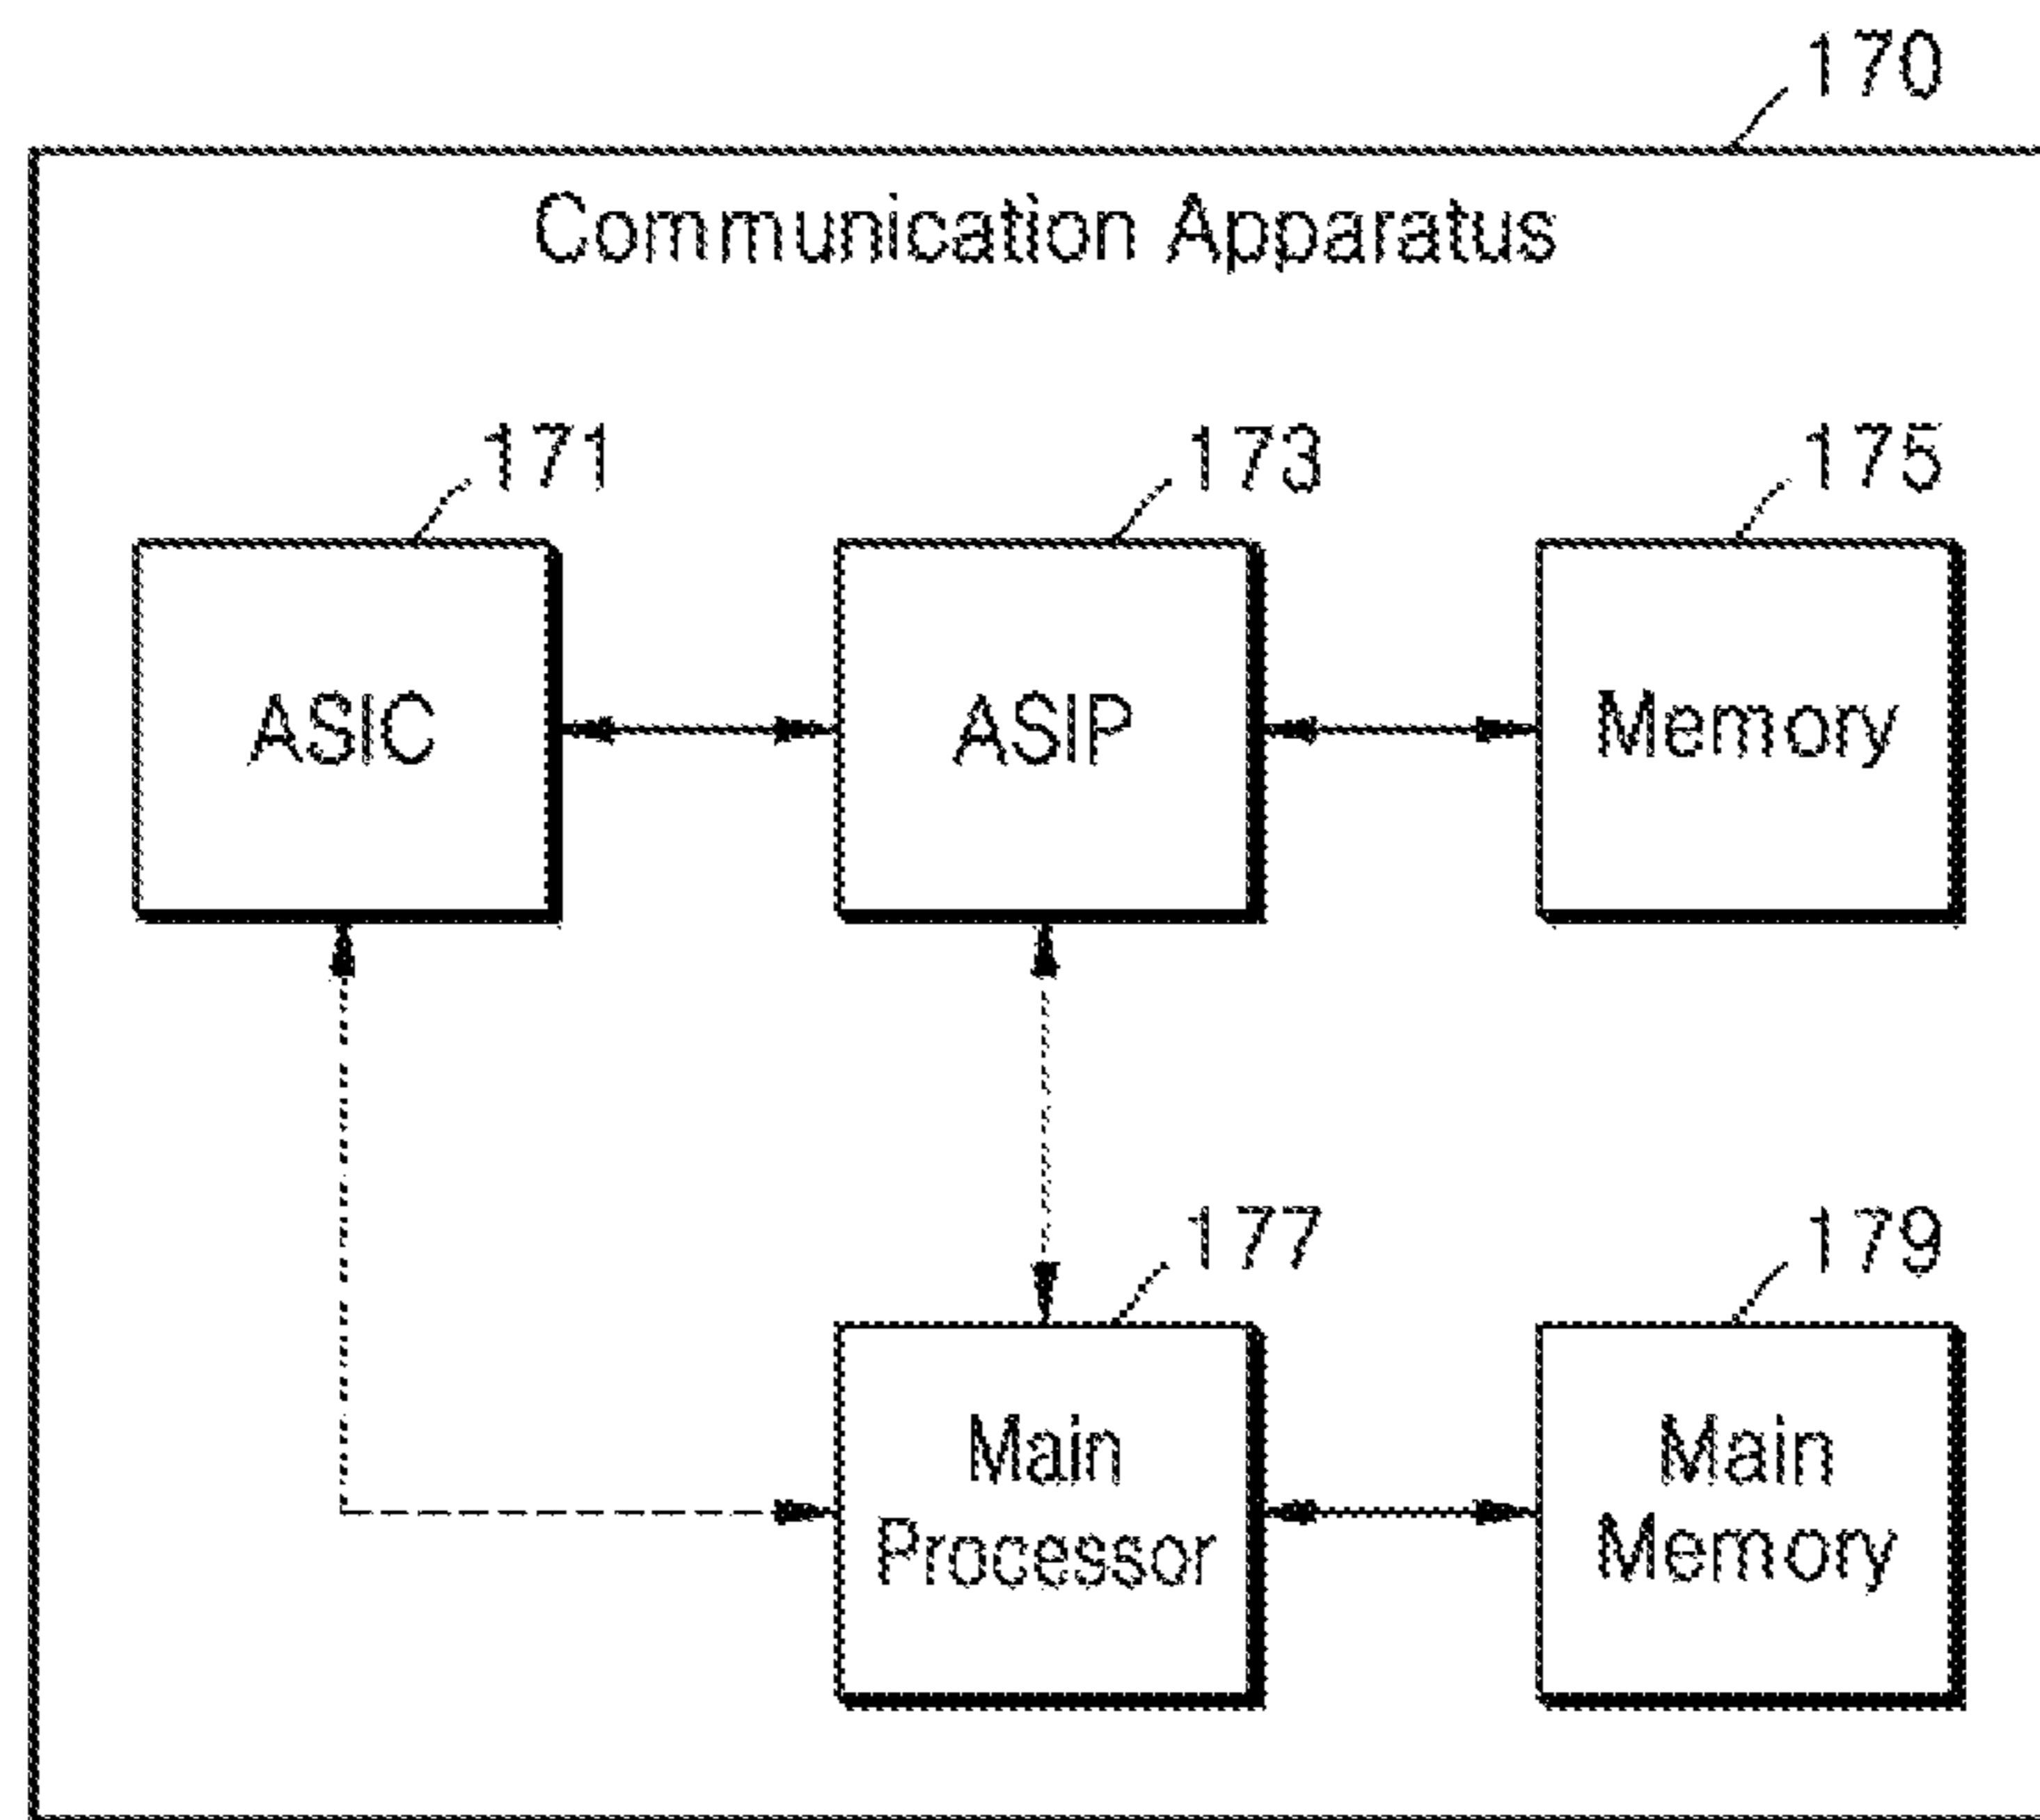 170
Communication Apparatus
171
173
175
ASIC
ASIP
Memory
177
179
Main
Processor
Main
Memory